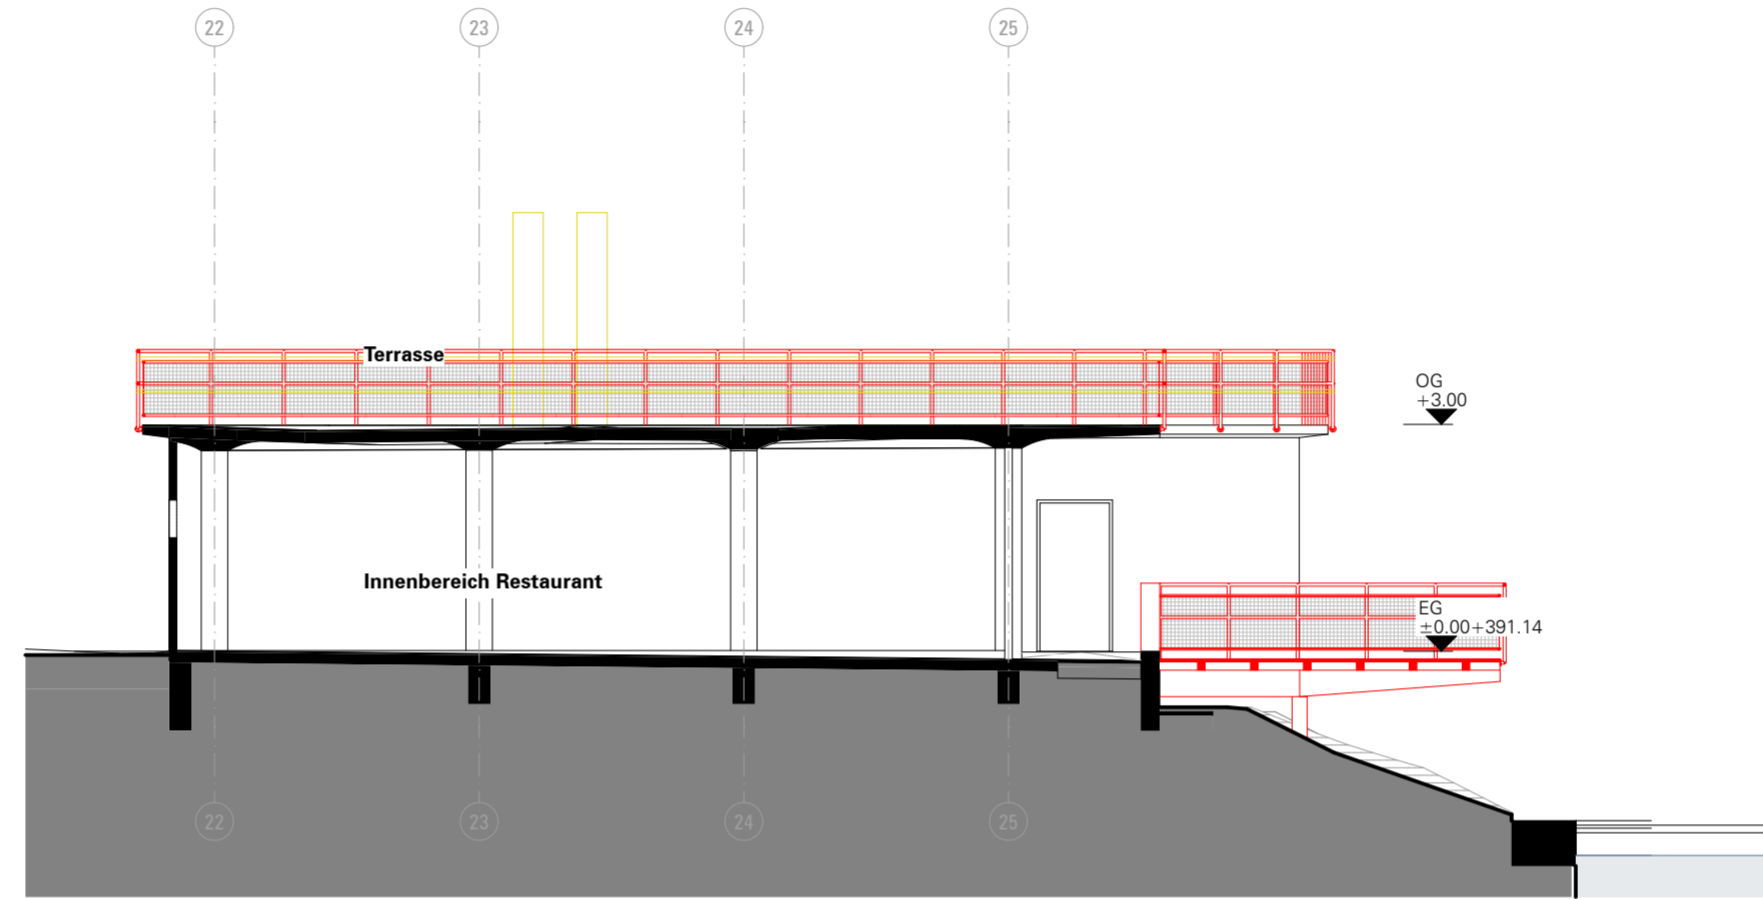 22 23 24 25
Terrasse
OG
+3.00
Innenbereich Restaurant
EG
±0.00+391.14
22 23 24 25